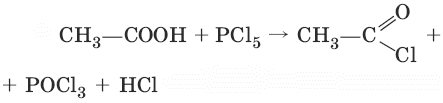 CH₃—COOH + PCl₅ → CH₃—C(=O)Cl +
+ POCl₃ + HCl